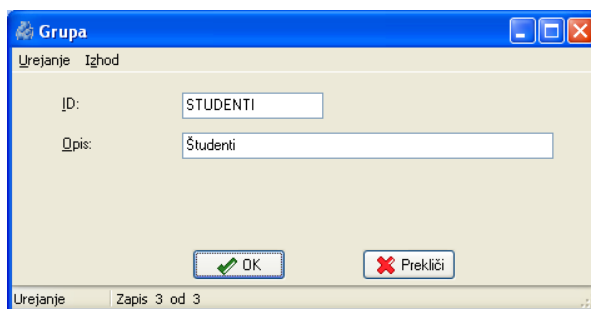 Grupa
Urejanje Izhod
ID: STUDENTI
Opis: Študenti
OK Prekliči
Urejanje Zapis 3 od 3